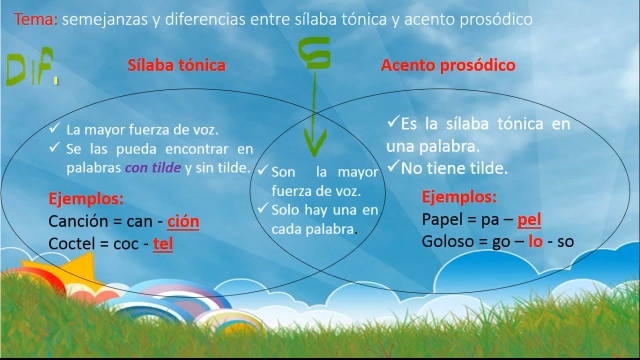 Tema: semejanzas y diferencias entre sílaba tónica y acento prosódico
S
DIF.
Sílaba tónica
Acento prosódico
✓ La mayor fuerza de voz.
✓ Se las pueda encontrar en
palabras con tilde y sin tilde.
Ejemplos:
Canción = can - ción
Coctel = coc - tel
✓Son la mayor
fuerza de voz.
✓Solo hay una en
cada palabra.
✓Es la sílaba tónica en
una palabra.
✓No tiene tilde.
Ejemplos:
Papel = pa – pel
Goloso = go – lo - so